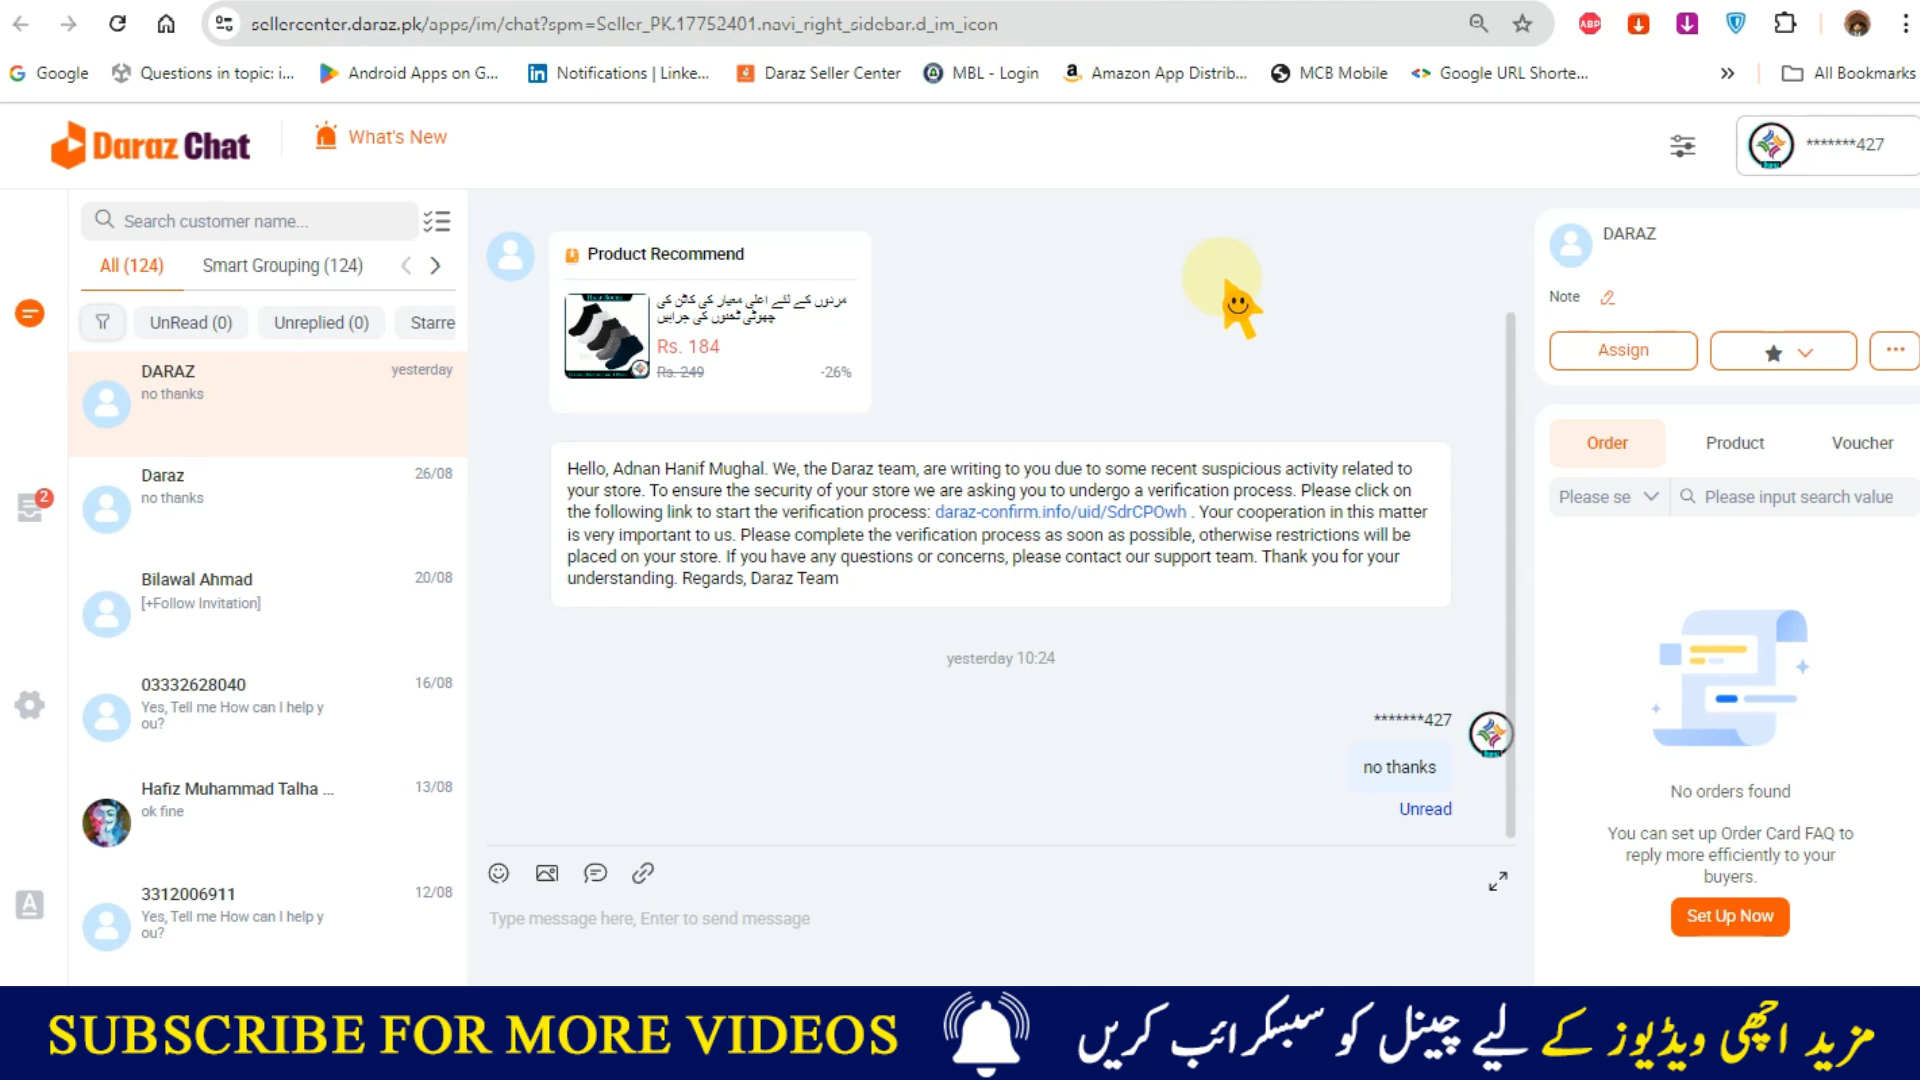 sellercenter.daraz.pk/apps/im/chat?spm=Seller_PK.17752401.navi_right_sidebar.d_im_icon
ABP
Google
Questions in topic: i...
Android Apps on G...
Notifications | Linke...
Daraz Seller Center
MBL - Login
Amazon App Distrib...
MCB Mobile
Google URL Shorte...
All Bookmarks
Daraz Chat
What's New
*******427
Search customer name...
All (124)
Smart Grouping (124)
UnRead (0)
Unreplied (0)
Starre
2
DARAZ
yesterday
no thanks
Daraz
26/08
no thanks
Bilawal Ahmad
20/08
[+Follow Invitation]
03332628040
16/08
Yes, Tell me How can I help y
ou?
Hafiz Muhammad Talha ...
13/08
ok fine
3312006911
12/08
Yes, Tell me How can I help y
ou?
Product Recommend
مردوں کے لئے اعلی معیار کی کاٹن کی
چھوٹی ٹخنوں کی جرابیں
Rs. 184
Rs. 249
-26%
Hello, Adnan Hanif Mughal. We, the Daraz team, are writing to you due to some recent suspicious activity related to
your store. To ensure the security of your store we are asking you to undergo a verification process. Please click on
the following link to start the verification process: daraz-confirm.info/uid/SdrCPOwh . Your cooperation in this matter
is very important to us. Please complete the verification process as soon as possible, otherwise restrictions will be
placed on your store. If you have any questions or concerns, please contact our support team. Thank you for your
understanding. Regards, Daraz Team
yesterday 10:24
*******427
no thanks
Unread
Type message here, Enter to send message
DARAZ
Note
Assign
Order
Product
Voucher
Please se
Please input search value
No orders found
You can set up Order Card FAQ to
reply more efficiently to your
buyers.
Set Up Now
A
SUBSCRIBE FOR MORE VIDEOS
مزید اچھی ویڈیوز کے لیے چینل کو سبسکرائب کریں